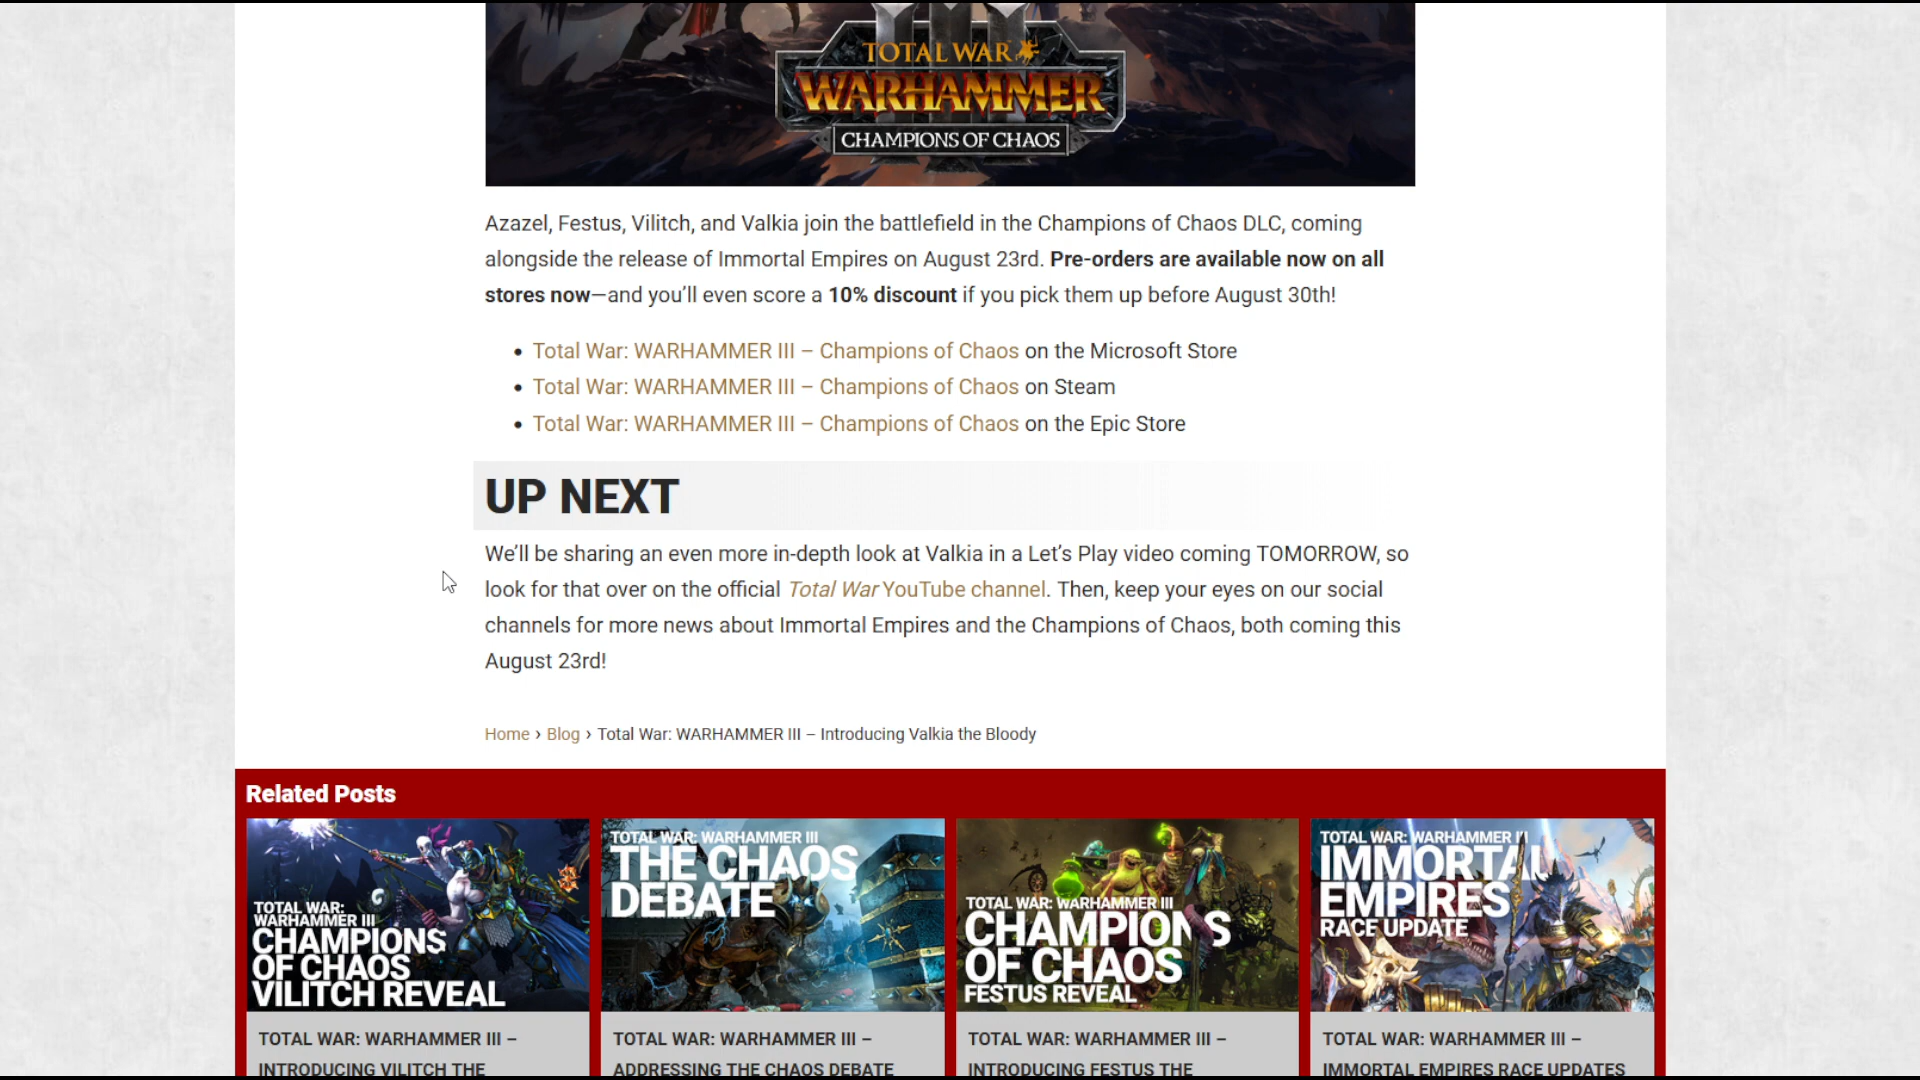 TOTAL WAR
WARHAMMER
III
CHAMPIONS OF CHAOS
Azazel, Festus, Vilitch, and Valkia join the battlefield in the Champions of Chaos DLC, coming
alongside the release of Immortal Empires on August 23rd. Pre-orders are available now on all
stores now—and you’ll even score a 10% discount if you pick them up before August 30th!
• Total War: WARHAMMER III – Champions of Chaos on the Microsoft Store
• Total War: WARHAMMER III – Champions of Chaos on Steam
• Total War: WARHAMMER III – Champions of Chaos on the Epic Store
UP NEXT
We’ll be sharing an even more in-depth look at Valkia in a Let’s Play video coming TOMORROW, so
look for that over on the official Total War YouTube channel. Then, keep your eyes on our social
channels for more news about Immortal Empires and the Champions of Chaos, both coming this
August 23rd!
Home › Blog › Total War: WARHAMMER III – Introducing Valkia the Bloody
Related Posts
TOTAL WAR:
WARHAMMER III
CHAMPIONS
OF CHAOS
VILITCH REVEAL
TOTAL WAR: WARHAMMER III –
INTRODUCING VILITCH THE
TOTAL WAR: WARHAMMER III
THE CHAOS
DEBATE
TOTAL WAR: WARHAMMER III –
ADDRESSING THE CHAOS DEBATE
TOTAL WAR: WARHAMMER III
CHAMPIONS
OF CHAOS
FESTUS REVEAL
TOTAL WAR: WARHAMMER III –
INTRODUCING FESTUS THE
TOTAL WAR: WARHAMMER III
IMMORTAL
EMPIRES
RACE UPDATE
TOTAL WAR: WARHAMMER III –
IMMORTAL EMPIRES RACE UPDATES